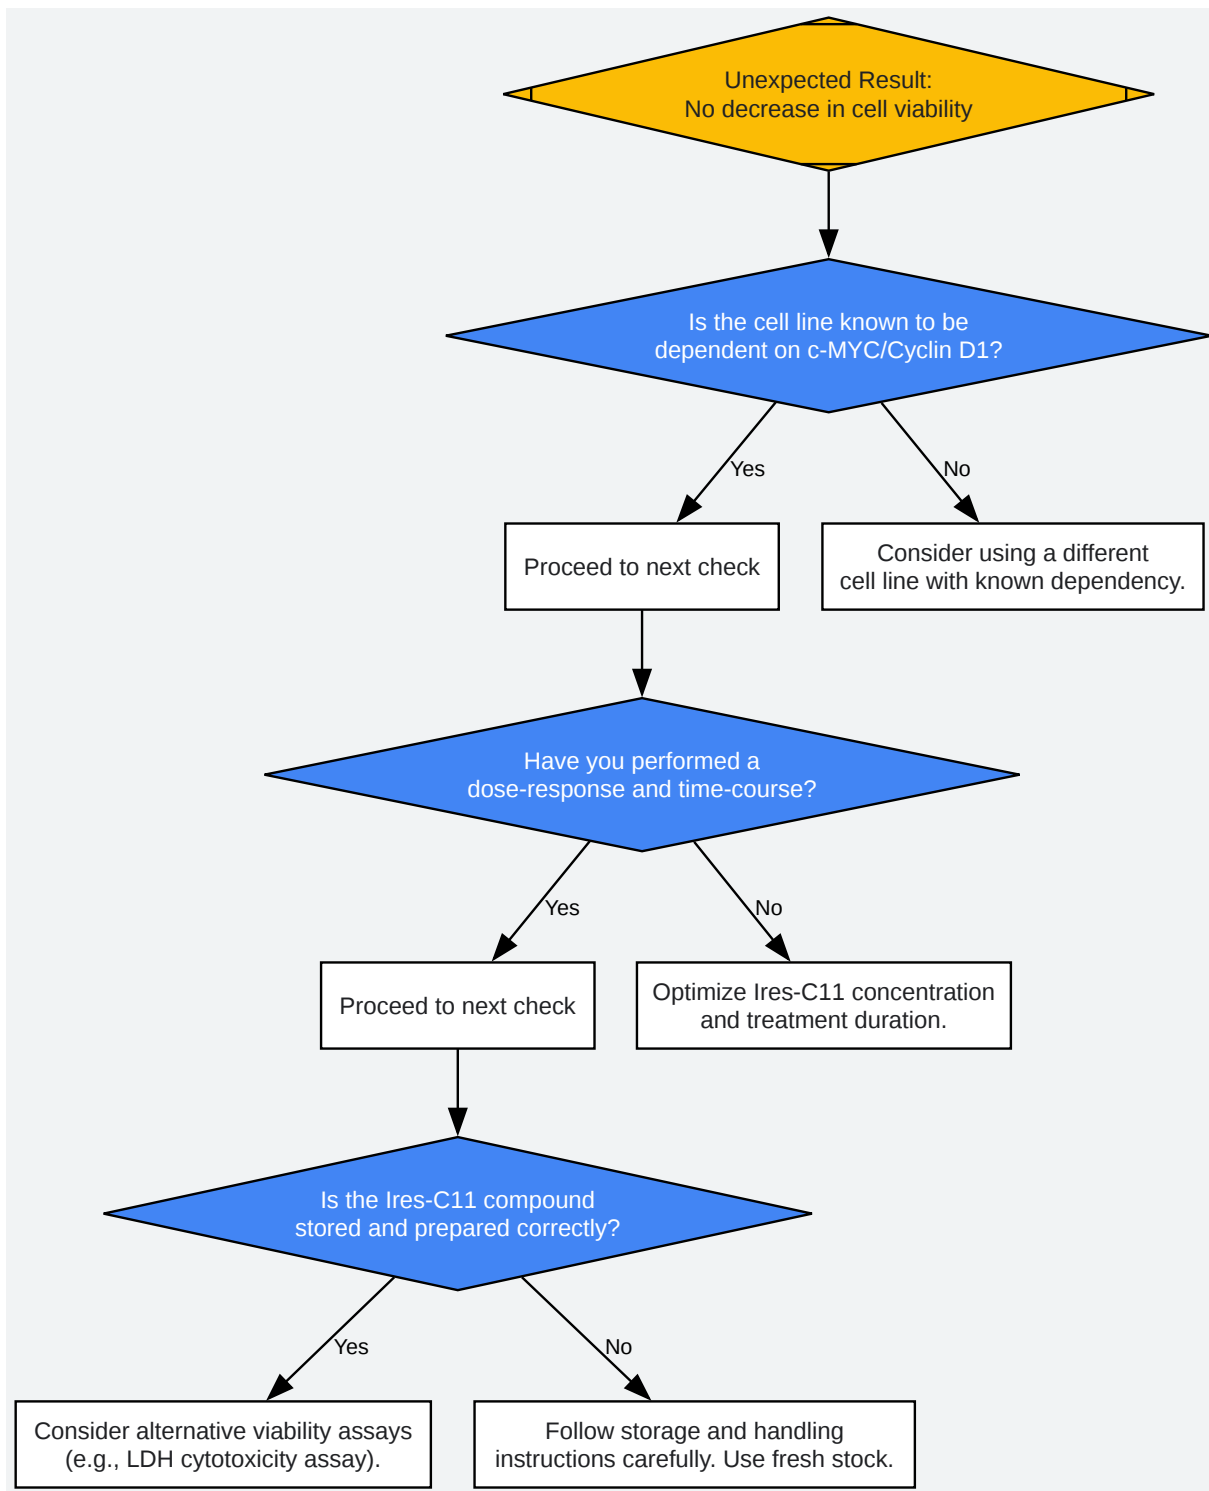 Unexpected Result:
No decrease in cell viability
Is the cell line known to be
dependent on c-MYC/Cyclin D1?
Yes
No
Proceed to next check
Consider using a different
cell line with known dependency.
Have you performed a
dose-response and time-course?
Yes
No
Proceed to next check
Optimize Ires-C11 concentration
and treatment duration.
Is the Ires-C11 compound
stored and prepared correctly?
Yes
No
Consider alternative viability assays
(e.g., LDH cytotoxicity assay).
Follow storage and handling
instructions carefully. Use fresh stock.